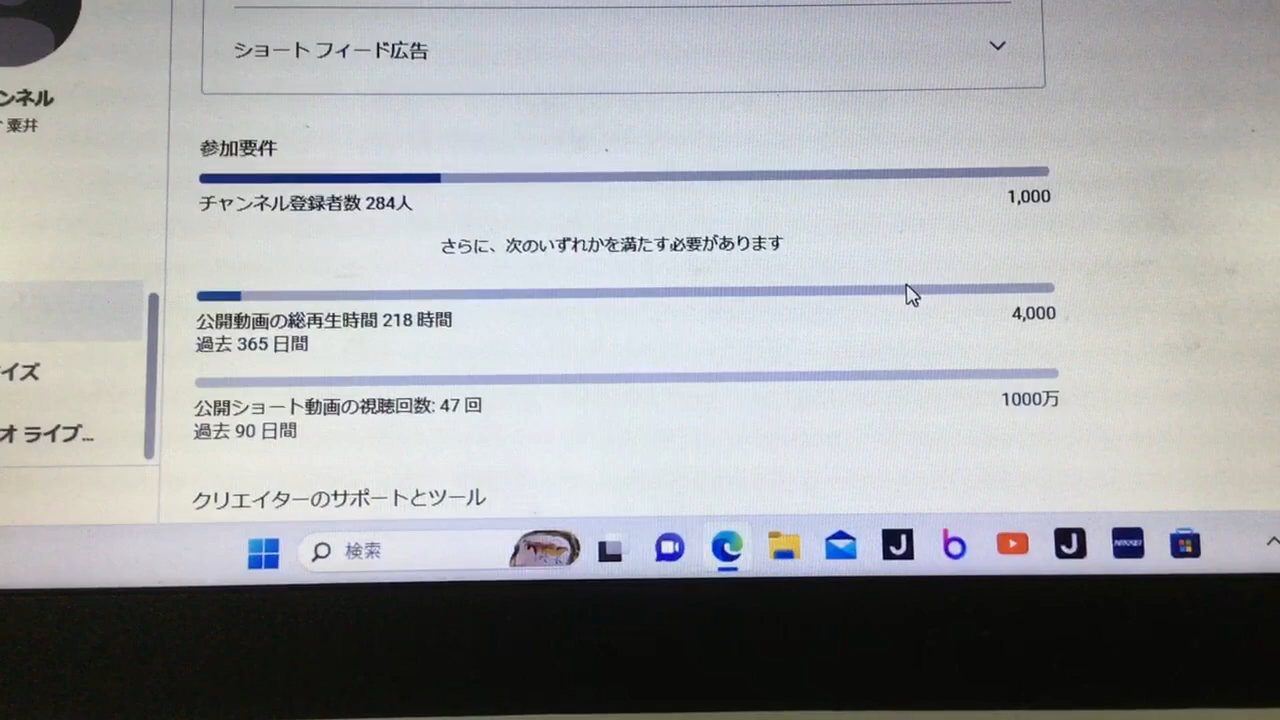 ショート フィード広告
ンネル
粟井
参加要件
チャンネル登録者数 284人
1,000
さらに、次のいずれかを満たす必要があります
公開動画の総再生時間 218 時間
4,000
過去 365 日間
イズ
公開ショート動画の視聴回数: 47 回
1000万
過去 90 日間
オ ライブ...
クリエイターのサポートとツール
検索